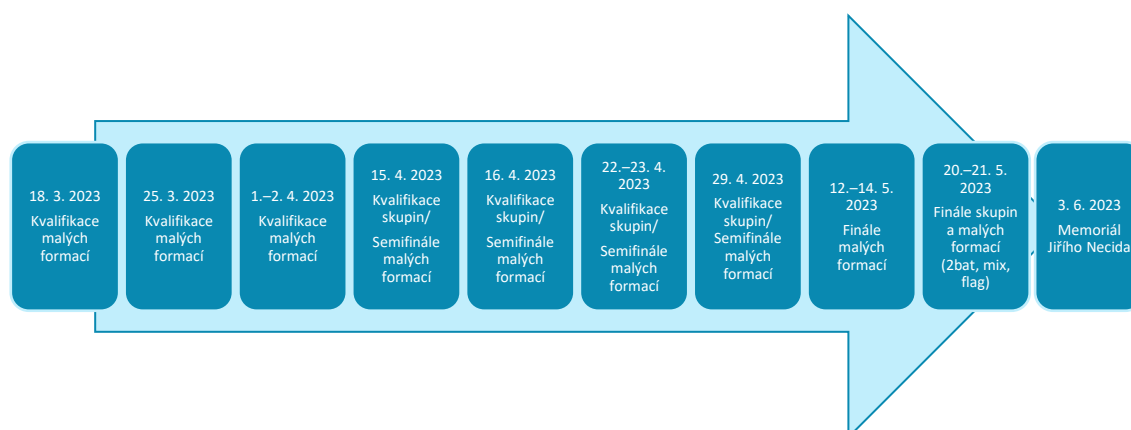 18. 3. 2023
Kvalifikace
malých
formací
25. 3. 2023
Kvalifikace
malých
formací
1.–2. 4. 2023
Kvalifikace
malých
formací
15. 4. 2023
Kvalifikace
skupin/
Semifinále
malých
formací
16. 4. 2023
Kvalifikace
skupin/
Semifinále
malých
formací
22.–23. 4.
2023
Kvalifikace
skupin/
Semifinále
malých
formací
29. 4. 2023
Kvalifikace
skupin/
Semifinále
malých
formací
12.–14. 5.
2023
Finále
malých
formací
20.–21. 5.
2023
Finále skupin
a malých
formací
(2bat, mix,
flag)
3. 6. 2023
Memoriál
Jiřího Necida